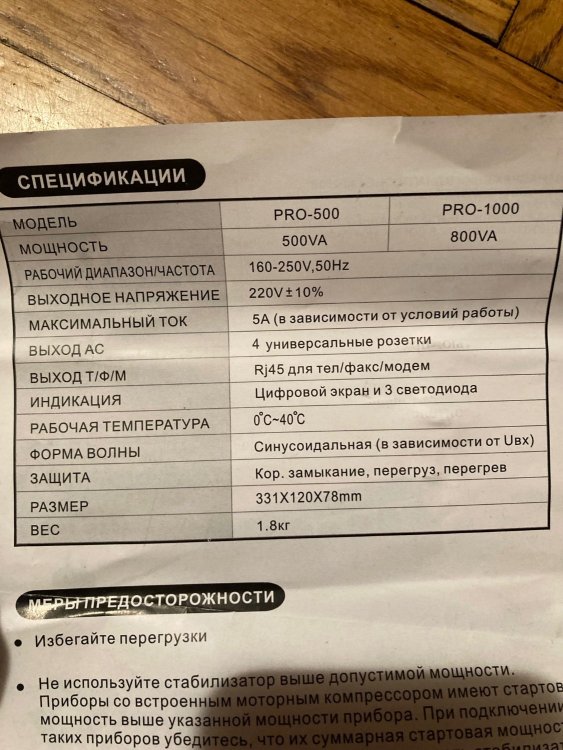 СПЕЦИФИКАЦИИ
МОДЕЛЬ PRO-500 PRO-1000
МОЩНОСТЬ 500VA 800VA
РАБОЧИЙ ДИАПАЗОН/ЧАСТОТА 160-250V,50Hz
ВЫХОДНОЕ НАПРЯЖЕНИЕ 220V±10%
МАКСИМАЛЬНЫЙ ТОК 5A (в зависимости от условий работы)
ВЫХОД АС 4 универсальные розетки
ВЫХОД Т/Ф/М Rj45 для тел/факс/модем
ИНДИКАЦИЯ Цифровой экран и 3 светодиода
РАБОЧАЯ ТЕМПЕРАТУРА 0℃~40℃
ФОРМА ВОЛНЫ Синусоидальная (в зависимости от Uвх)
ЗАЩИТА Кор. замыкание, перегруз, перегрев
РАЗМЕР 331X120X78mm
ВЕС 1.8кг
МЕРЫ ПРЕДОСТОРОЖНОСТИ
• Избегайте перегрузки
• Не используйте стабилизатор выше допустимой мощности.
Приборы со встроенным моторным компрессором имеют стартов
мощность выше указанной мощности прибора. При подключении
таких приборов убедитесь, что их суммарная стартовая мощност